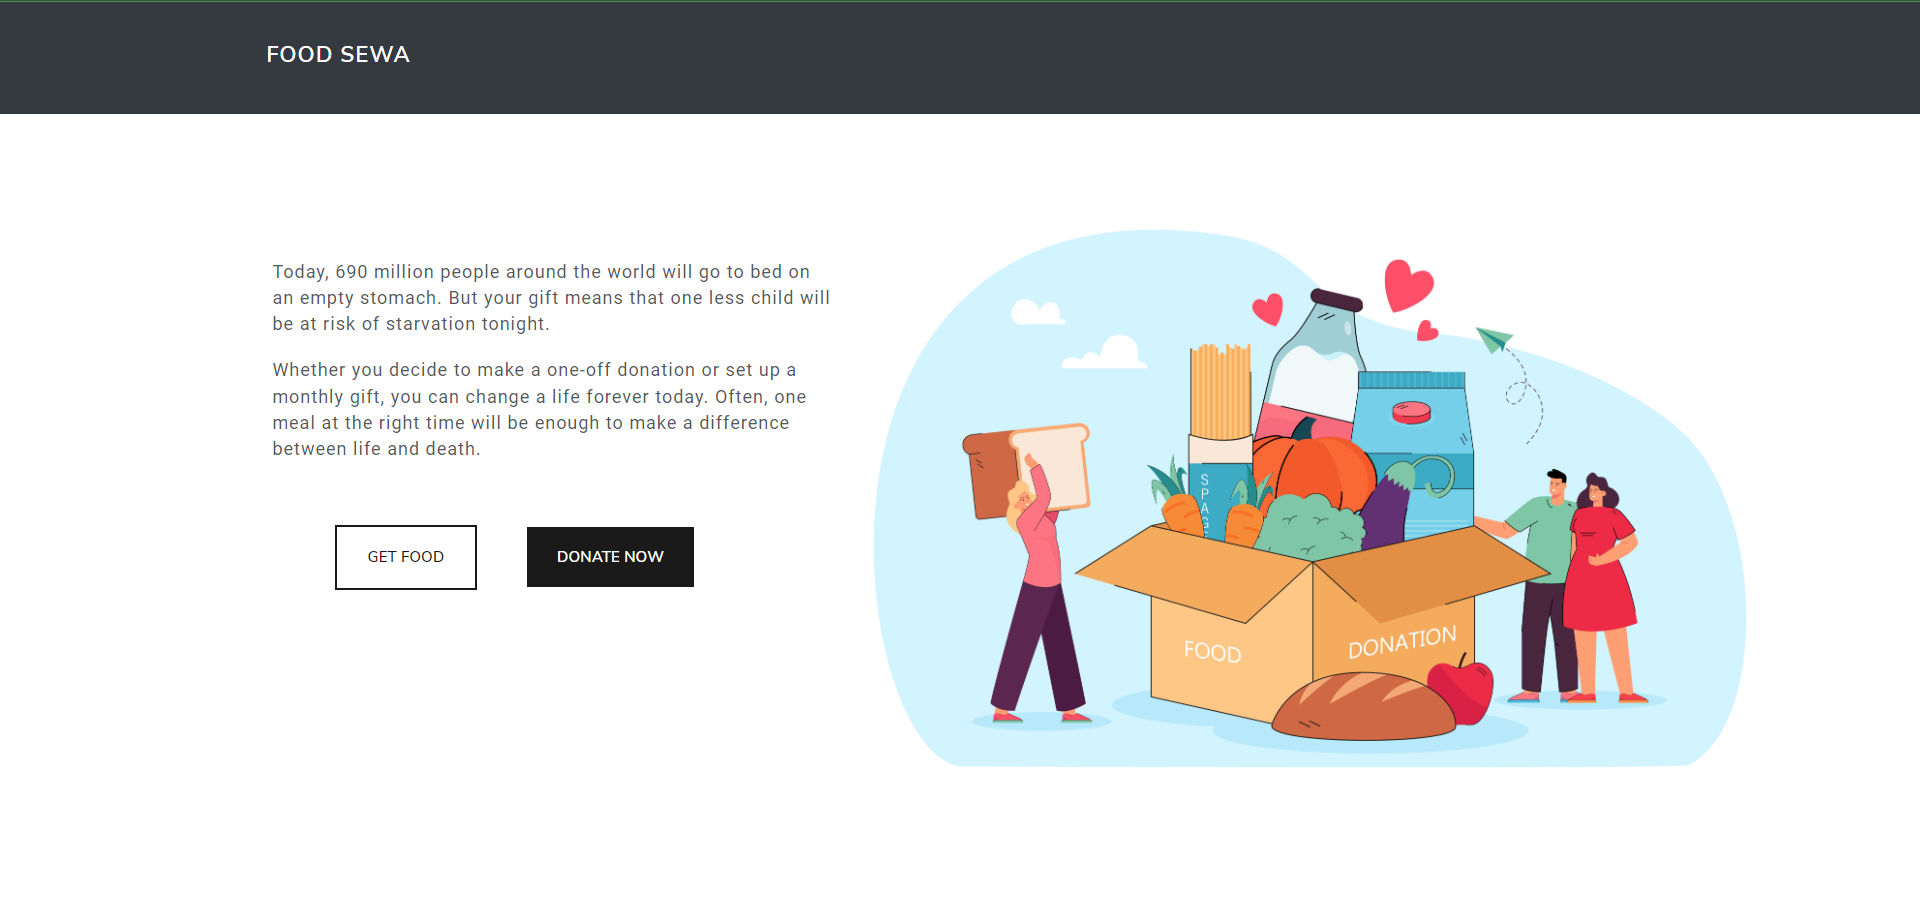 FOOD SEWA
Today, 690 million people around the world will go to bed on
an empty stomach. But your gift means that one less child will
be at risk of starvation tonight.
Whether you decide to make a one-off donation or set up a
monthly gift, you can change a life forever today. Often, one
meal at the right time will be enough to make a difference
between life and death.
GET FOOD
DONATE NOW
SPAG
FOOD
DONATION